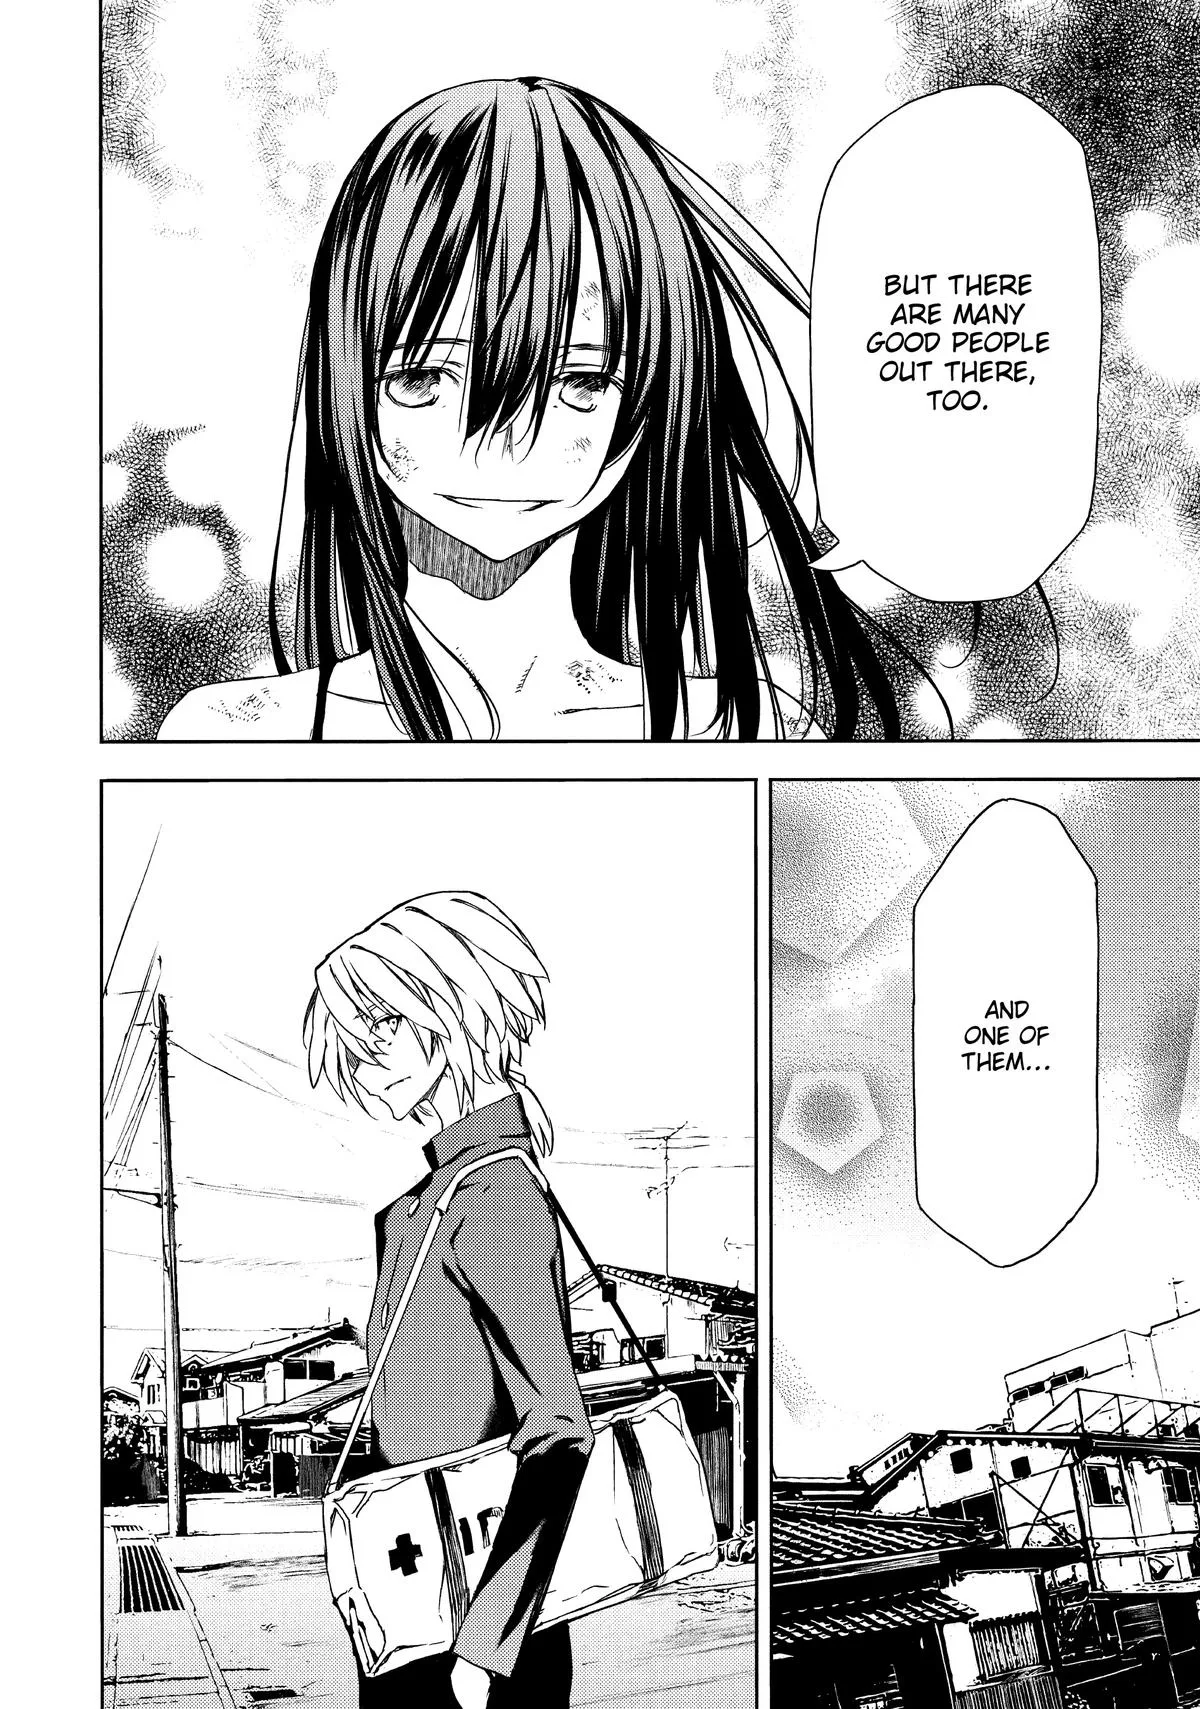 BUT THERE
ARE MANY
GOOD PEOPLE
OUT THERE,
TOO.
AND
ONE OF
THEM...